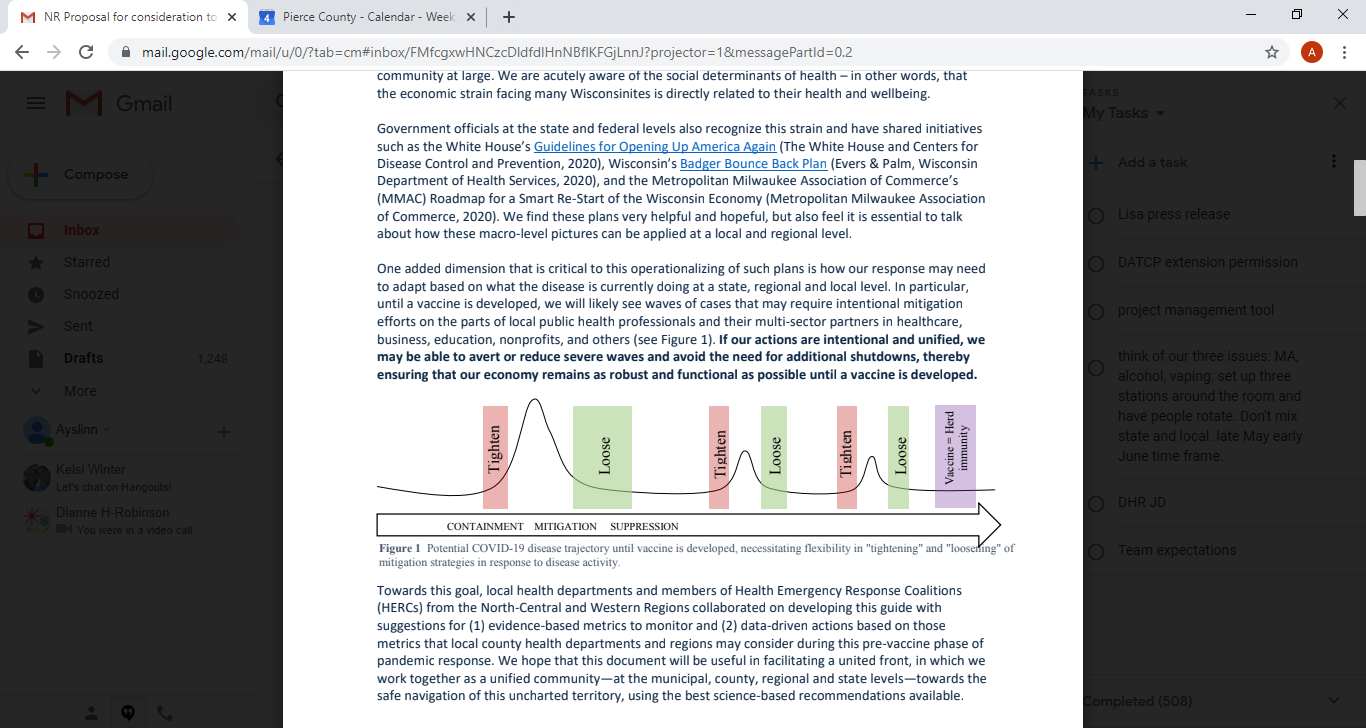 NR Proposal for consideration to
Pierce County - Calendar - Week
mail.google.com/mail/u/0/?tab=cm#inbox/FMfcgxwHNCzcDldfdlHnNBflKFGjLnnJ?projector=1&messagePartId=0.2
A
Gmail
Compose
Inbox
Starred
Snoozed
Sent
Drafts 1,248
More
Ayslinn
Kelsi Winter
Let's chat on Hangouts!
Dianne H-Robinson
You were in a video call
community at large. We are acutely aware of the social determinants of health – in other words, that
the economic strain facing many Wisconsinites is directly related to their health and wellbeing.
Government officials at the state and federal levels also recognize this strain and have shared initiatives
such as the White House's Guidelines for Opening Up America Again (The White House and Centers for
Disease Control and Prevention, 2020), Wisconsin's Badger Bounce Back Plan (Evers & Palm, Wisconsin
Department of Health Services, 2020), and the Metropolitan Milwaukee Association of Commerce's
(MMAC) Roadmap for a Smart Re-Start of the Wisconsin Economy (Metropolitan Milwaukee Association
of Commerce, 2020). We find these plans very helpful and hopeful, but also feel it is essential to talk
about how these macro-level pictures can be applied at a local and regional level.
One added dimension that is critical to this operationalizing of such plans is how our response may need
to adapt based on what the disease is currently doing at a state, regional and local level. In particular,
until a vaccine is developed, we will likely see waves of cases that may require intentional mitigation
efforts on the parts of local public health professionals and their multi-sector partners in healthcare,
business, education, nonprofits, and others (see Figure 1). If our actions are intentional and unified, we
may be able to avert or reduce severe waves and avoid the need for additional shutdowns, thereby
ensuring that our economy remains as robust and functional as possible until a vaccine is developed.
Tighten
Loose
Tighten
Loose
Tighten
Loose
Vaccine = Herd
immunity
CONTAINMENT MITIGATION SUPPRESSION
Figure 1 Potential COVID-19 disease trajectory until vaccine is developed, necessitating flexibility in "tightening" and "loosening" of
mitigation strategies in response to disease activity.
Towards this goal, local health departments and members of Health Emergency Response Coalitions
(HERCs) from the North-Central and Western Regions collaborated on developing this guide with
suggestions for (1) evidence-based metrics to monitor and (2) data-driven actions based on those
metrics that local county health departments and regions may consider during this pre-vaccine phase of
pandemic response. We hope that this document will be useful in facilitating a united front, in which we
work together as a unified community—at the municipal, county, regional and state levels—towards the
safe navigation of this uncharted territory, using the best science-based recommendations available.
TASKS
My Tasks
Add a task
Lisa press release
DATCP extension permission
project management tool
think of our three issues: MA,
alcohol, vaping: set up three
stations around the room and
have people rotate. Don't mix
state and local. late May early
June time frame.
DHR JD
Team expectations
Completed (508)